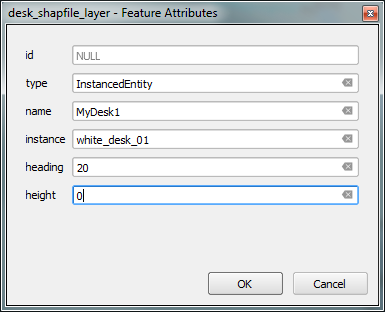 desk_shapfile_layer - Feature Attributes
id NULL
type InstancedEntity
name MyDesk1
instance white_desk_01
heading 20
height 0
OK Cancel